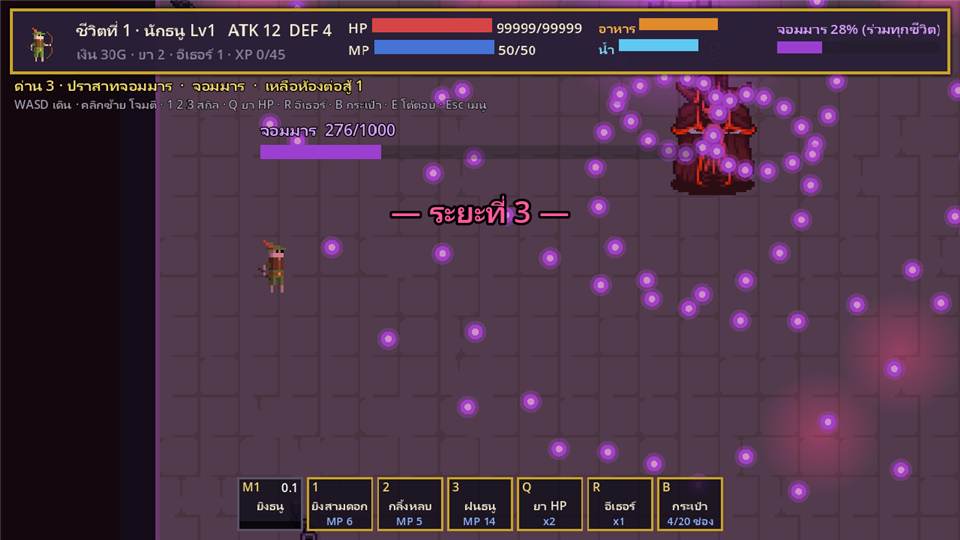 ชีวิตที่ 1 · นักธนู Lv1 ATK 12 DEF 4
HP 99999/99999
อาหาร
จอมมาร 28% (ร่วมทุกชีวิต)
เงิน 30G · ยา 2 · อีเธอร์ 1 · XP 0/45
MP 50/50
น้ำ
ด่าน 3 · ปราสาทจอมมาร · จอมมาร · เหลือห้องต่อสู้ 1
WASD เดิน · คลิกซ้าย โจมตี · 1 2 3 สกิล · Q ยา HP · R อีเธอร์ · B กระเป๋า · E โต้ตอบ · Esc เมนู
จอมมาร 276/1000
— ระยะที่ 3 —
M1 0.1
ยิงธนู
1
ยิงสามดอก
MP 6
2
กลิ้งหลบ
MP 5
3
ฝนธนู
MP 14
Q
ยา HP
x2
R
อีเธอร์
x1
B
กระเป๋า
4/20 ช่อง